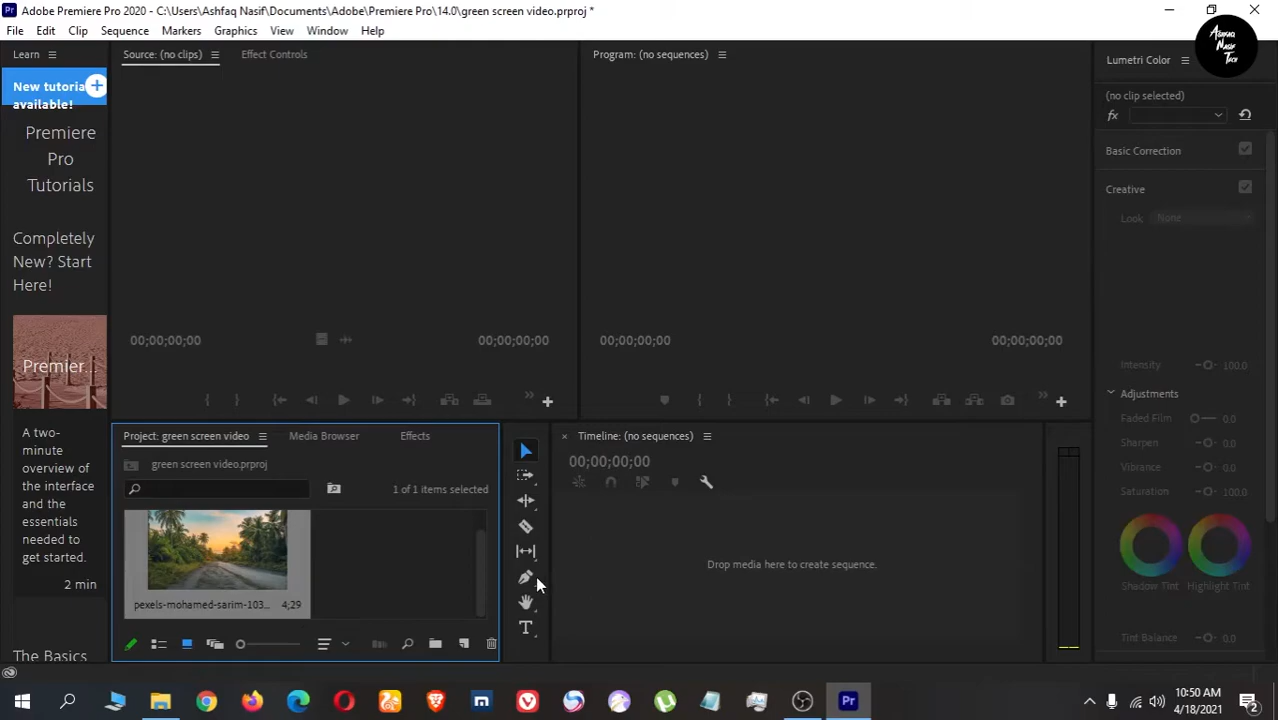 Adobe Premiere Pro 2020 - C:\Users\Ashfaq Nasif\Documents\Adobe\Premiere Pro\14.0\green screen video.prproj *
File Edit Clip Sequence Markers Graphics View Window Help
ASHFAQ
NASIF
TECH
Learn
New tutoria
available!
Premiere
Pro
Tutorials
Completely
New? Start
Here!
Premier...
A two-
minute
overview of
the interface
and the
essentials
needed to
get started.
2 min
The Basics
Source: (no clips) Effect Controls
00;00;00;00 00;00;00;00
Program: (no sequences)
00;00;00;00 00;00;00;00
Project: green screen video Media Browser Effects
green screen video.prproj
1 of 1 items selected
pexels-mohamed-sarim-103... 4;29
Timeline: (no sequences)
00;00;00;00
Drop media here to create sequence.
Lumetri Color
(no clip selected)
fx
Basic Correction
Creative
Look None
Intensity 100.0
Adjustments
Faded Film 0.0
Sharpen 0.0
Vibrance 0.0
Saturation 100.0
Shadow Tint Highlight Tint
Tint Balance 0.0
10:50 AM
4/18/2021
2